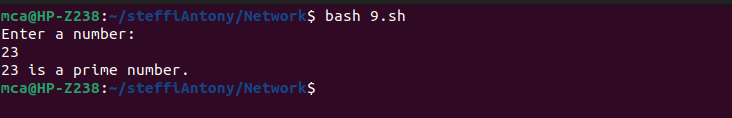 mca@HP-Z238:~/steffiAntony/Network$ bash 9.sh
Enter a number:
23
23 is a prime number.
mca@HP-Z238:~/steffiAntony/Network$